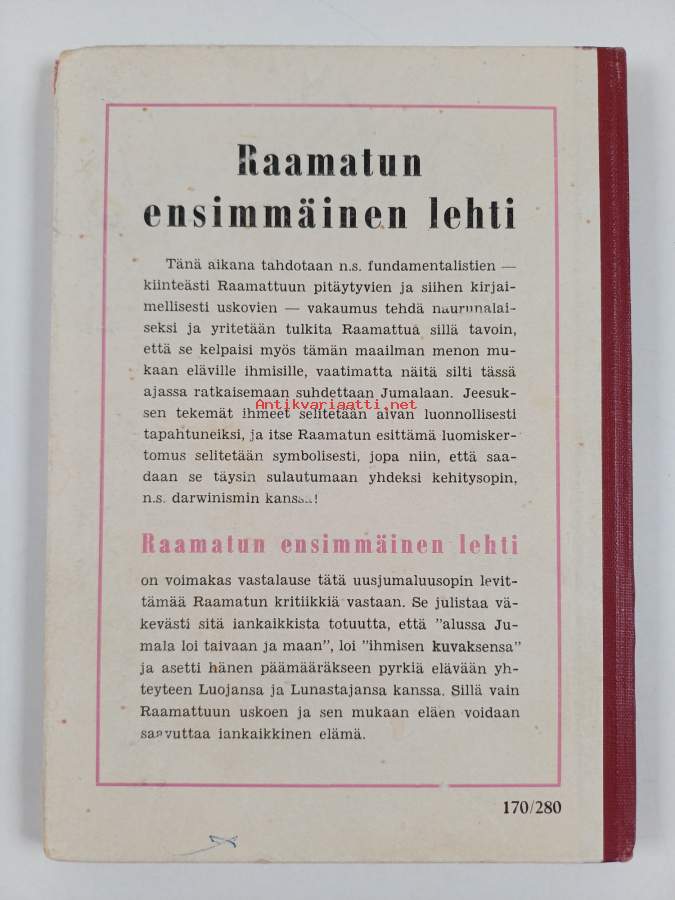 Raamatun
ensimmäinen lehti
Tänä aikana tahdotaan n.s. fundamentalistien —
kiinteästi Raamattuun pitäytyvien ja siihen kirjai-
mellisesti uskovien — vakaumus tehdä naurunalai-
seksi ja yritetään tulkita Raamattua sillä tavoin,
että se kelpaisi myös tämän maailman menon mu-
kaan eläville ihmisille, vaatimatta näitä silti tässä
ajassa ratkaisemaan suhdettaan Jumalaan. Jeesuk-
Antikvariaatti.net
sen tekemät ihmeet selitetään aivan luonnollisesti
tapahtuneiksi, ja itse Raamatun esittämä luomisker-
tomus selitetään symbolisesti, jopa niin, että saa-
daan se täysin sulautumaan yhdeksi kehitysopin,
n.s. darwinismin kanssa!
Raamatun ensimmäinen lehti
on voimakas vastalause tätä uusjumaluusopin levit-
tämää Raamatun kritiikkiä vastaan. Se julistaa vä-
kevästi sitä iankaikkista totuutta, että "alussa Ju-
mala loi taivaan ja maan", loi "ihmisen kuvaksensa"
ja asetti hänen päämääräkseen pyrkiä elävään yh-
teyteen Luojansa ja Lunastajansa kanssa. Sillä vain
Raamattuun uskoen ja sen mukaan eläen voidaan
saavuttaa iankaikkinen elämä.
170/280